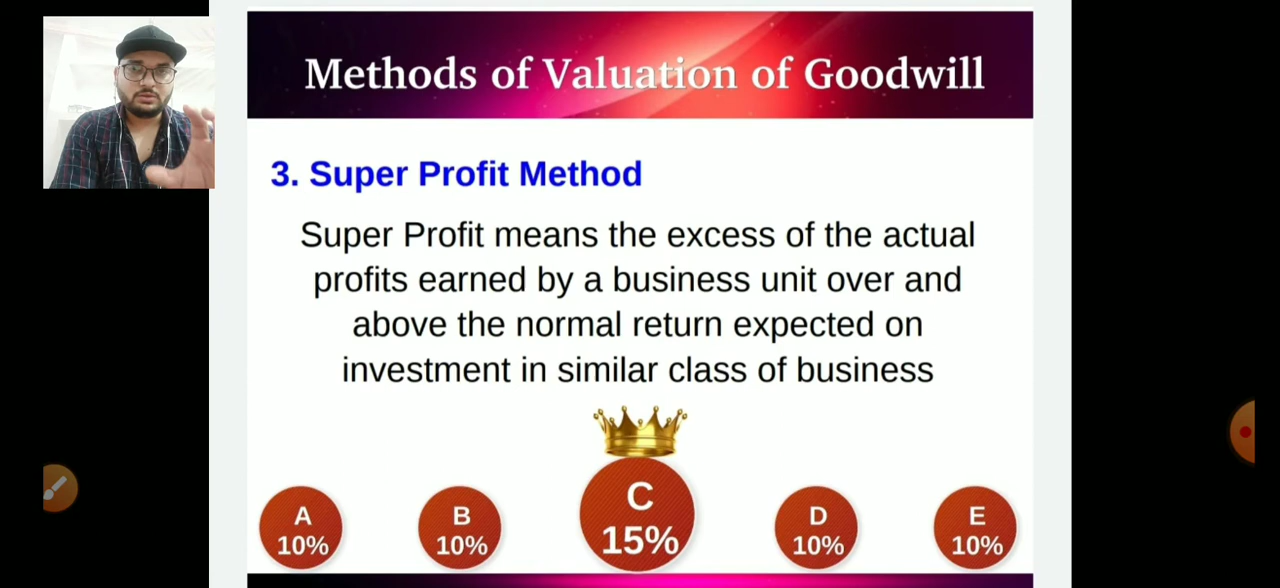 Methods of Valuation of Goodwill
3. Super Profit Method
Super Profit means the excess of the actual
profits earned by a business unit over and
above the normal return expected on
investment in similar class of business
A
10%
B
10%
C
15%
D
10%
E
10%